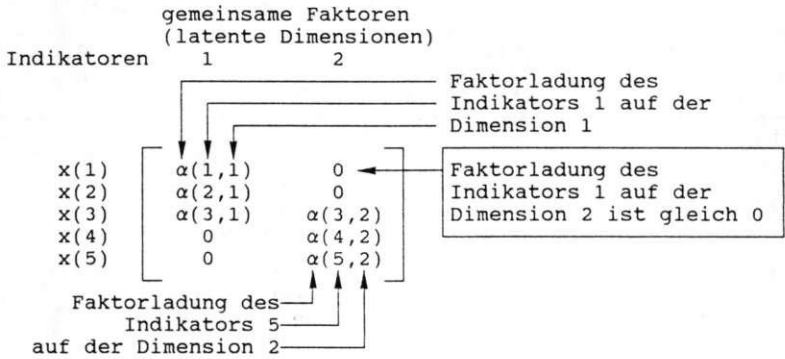 gemeinsame Faktoren
(latente Dimensionen)
Indikatoren 1 2
Faktorladung des
Indikators 1 auf der
Dimension 1
x(1) α(1,1) 0
x(2) α(2,1) 0
x(3) α(3,1) α(3,2)
x(4) 0 α(4,2)
x(5) 0 α(5,2)
Faktorladung des
Indikators 1 auf der
Dimension 2 ist gleich 0
Faktorladung des
Indikators 5
auf der Dimension 2